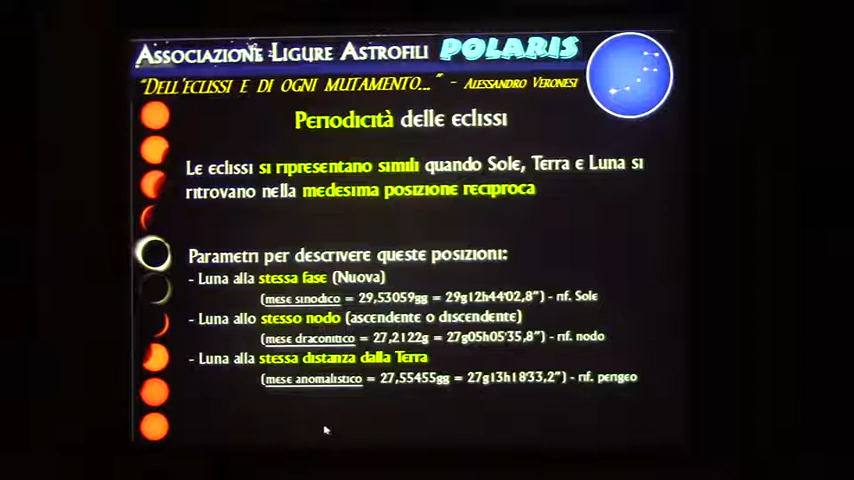 Associazione Ligure Astrofili POLARIS
"Dell'eclissi e di ogni mutamento..." - Alessandro Veronesi
Periodicità delle eclissi
Le eclissi si ripresentano simili quando Sole, Terra e Luna si
ritrovano nella medesima posizione reciproca
Parametri per descrivere queste posizioni:
- Luna alla stessa fase (Nuova)
(mese sinodico = 29,53059gg = 29g12h44'02,8") - rif. Sole
- Luna allo stesso nodo (ascendente o discendente)
(mese draconitico = 27,2122g = 27g05h05'35,8") - rif. nodo
- Luna alla stessa distanza dalla Terra
(mese anomalistico = 27,55455gg = 27g13h18'33,2") - rif. perigeo